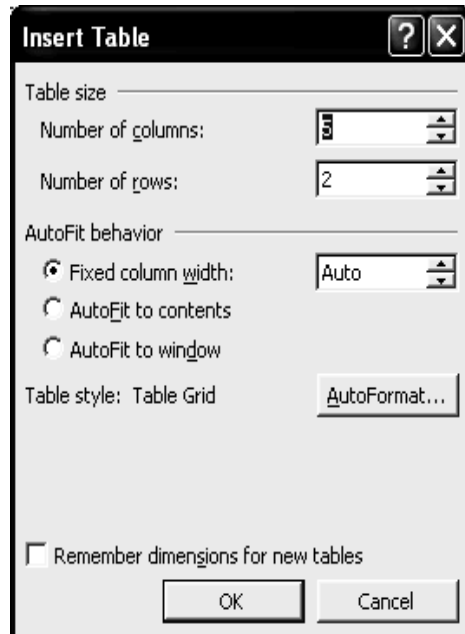 Insert Table
Table size
Number of columns: 5
Number of rows: 2
AutoFit behavior
Fixed column width: Auto
AutoFit to contents
AutoFit to window
Table style: Table Grid AutoFormat...
Remember dimensions for new tables
OK Cancel